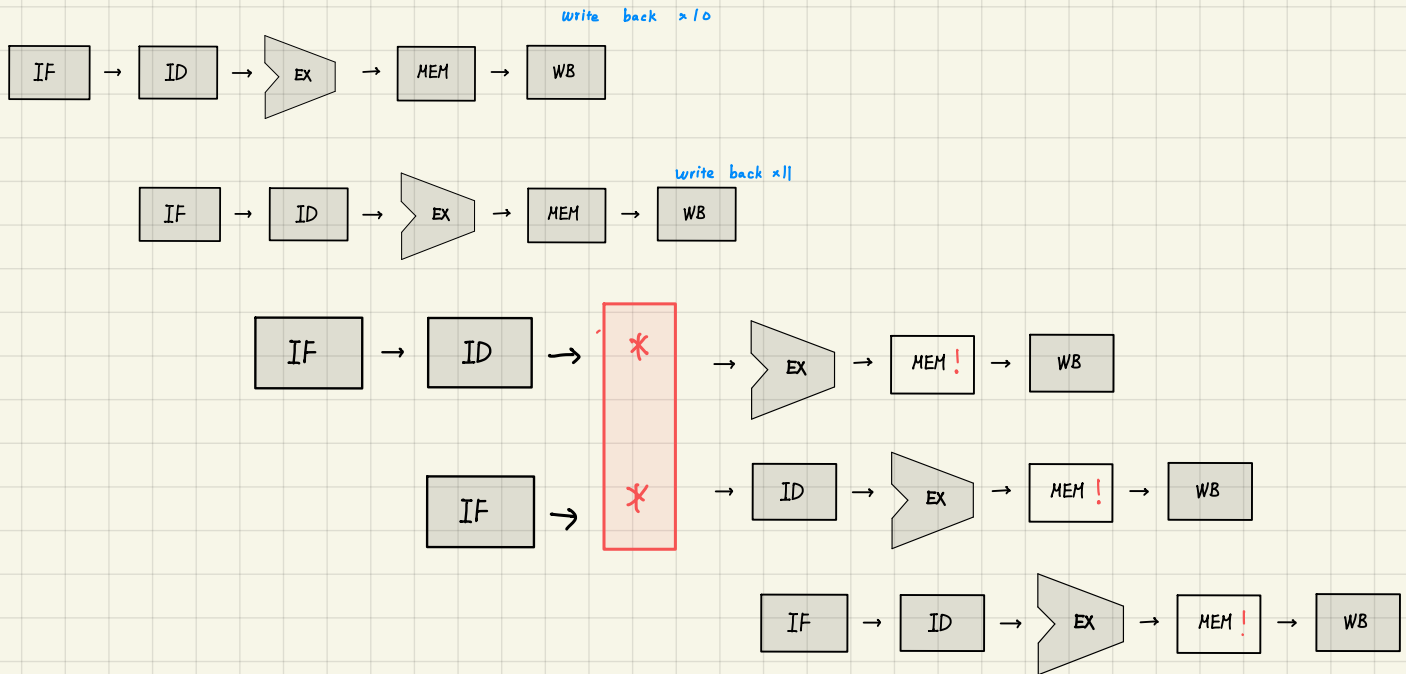 write back x10
IF → ID → EX → MEM → WB
write back x11
IF → ID → EX → MEM → WB
IF → ID → * → EX → MEM ! → WB
IF → * → ID → EX → MEM ! → WB
IF → ID → EX → MEM ! → WB